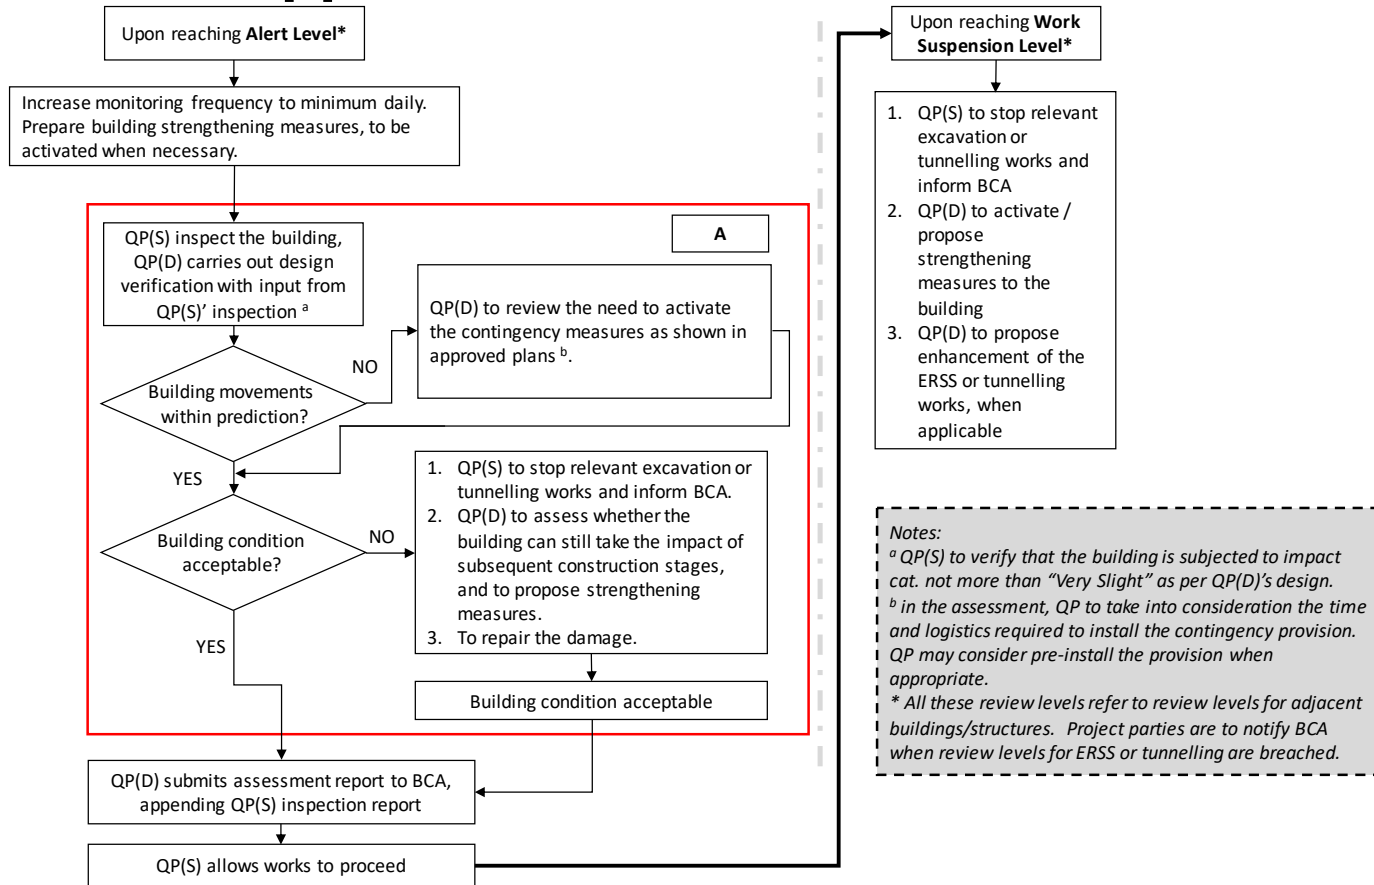 Upon reaching Alert Level*
Increase monitoring frequency to minimum daily.
Prepare building strengthening measures, to be
activated when necessary.
A
QP(S) inspect the building,
QP(D) carries out design
verification with input from
QP(S)’ inspection a
Building movements
within prediction?
NO
QP(D) to review the need to activate
the contingency measures as shown in
approved plans b.
YES
Building condition
acceptable?
NO
1. QP(S) to stop relevant excavation or
tunnelling works and inform BCA.
2. QP(D) to assess whether the
building can still take the impact of
subsequent construction stages,
and to propose strengthening
measures.
3. To repair the damage.
YES
Building condition acceptable
QP(D) submits assessment report to BCA,
appending QP(S) inspection report
QP(S) allows works to proceed
Upon reaching Work
Suspension Level*
1. QP(S) to stop relevant
excavation or
tunnelling works and
inform BCA
2. QP(D) to activate /
propose
strengthening
measures to the
building
3. QP(D) to propose
enhancement of the
ERSS or tunnelling
works, when
applicable
Notes:
a QP(S) to verify that the building is subjected to impact
cat. not more than “Very Slight” as per QP(D)’s design.
b in the assessment, QP to take into consideration the time
and logistics required to install the contingency provision.
QP may consider pre-install the provision when
appropriate.
* All these review levels refer to review levels for adjacent
buildings/structures. Project parties are to notify BCA
when review levels for ERSS or tunnelling are breached.